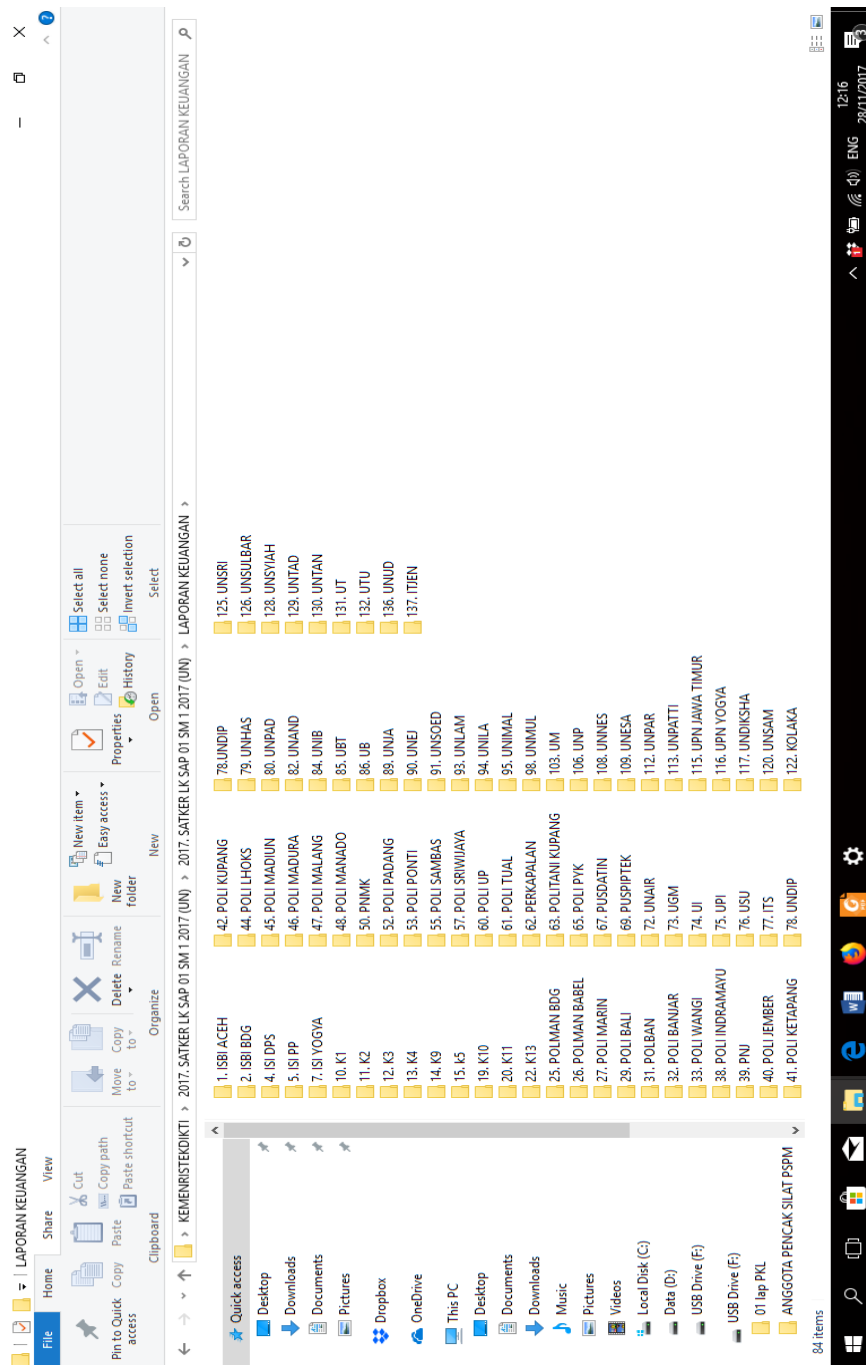 LAPORAN KEUANGAN
File Home Share View
Pin to Quick access
Copy
Paste
Cut
Copy path
Paste shortcut
Clipboard
Move to
Copy to
Delete
Rename
Organize
New folder
New item
Easy access
New
Properties
Open
Edit
History
Open
Select all
Select none
Invert selection
Select
KEMENRISTEKDIKTI > 2017. SATKER LK SAP 01 SM 1 2017 (UN) > 2017. SATKER LK SAP 01 SM 1 2017 (UN) > LAPORAN KEUANGAN >
Search LAPORAN KEUANGAN
Quick access
Desktop
Downloads
Documents
Pictures
Dropbox
OneDrive
This PC
Desktop
Documents
Downloads
Music
Pictures
Videos
Local Disk (C:)
Data (D:)
USB Drive (F:)
USB Drive (F:)
01 lap PKL
ANGGOTA PENCAK SILAT PSPM
1. ISBI ACEH
2. ISBI BDG
4. ISI DPS
5. ISI PP
7. ISI YOGYA
10. K1
11. K2
12. K3
13. K4
14. K9
15. k5
19. K10
20. K11
22. K13
25. POLMAN BDG
26. POLMAN BABEL
27. POLI MARIN
29. POLI BALI
31. POLBAN
32. POLI BANJAR
33. POLI WANGI
38. POLI INDRAMAYU
39. PNJ
40. POLI JEMBER
41. POLI KETAPANG
42. POLI KUPANG
44. POLI LHOKS
45. POLI MADIUN
46. POLI MADURA
47. POLI MALANG
48. POLI MANADO
50. PNMK
52. POLI PADANG
53. POLI PONTI
55. POLI SAMBAS
57. POLI SRIWIJAYA
60. POLI UP
61. POLI TUAL
62. PERKAPALAN
63. POLITANI KUPANG
65. POLI PYK
67. PUSDATIN
69. PUSPIPTEK
72. UNAIR
73. UGM
74. UI
75. UPI
76. USU
77. ITS
78. UNDIP
78.UNDIP
79. UNHAS
80. UNPAD
82. UNAND
84. UNIB
85. UBT
86. UB
89. UNJA
90. UNEJ
91. UNSOED
93. UNLAM
94. UNILA
95. UNIMAL
98. UNMUL
103. UM
106. UNP
108. UNNES
109. UNESA
112. UNPAR
113. UNPATTI
115. UPN JAWA TIMUR
116. UPN YOGYA
117. UNDIKSHA
120. UNSAM
122. KOLAKA
125. UNSRI
126. UNSULBAR
128. UNSYIAH
129. UNTAD
130. UNTAN
131. UT
132. UTU
136. UNUD
137. ITJEN
84 items
ENG
12:16
28/11/2017
3